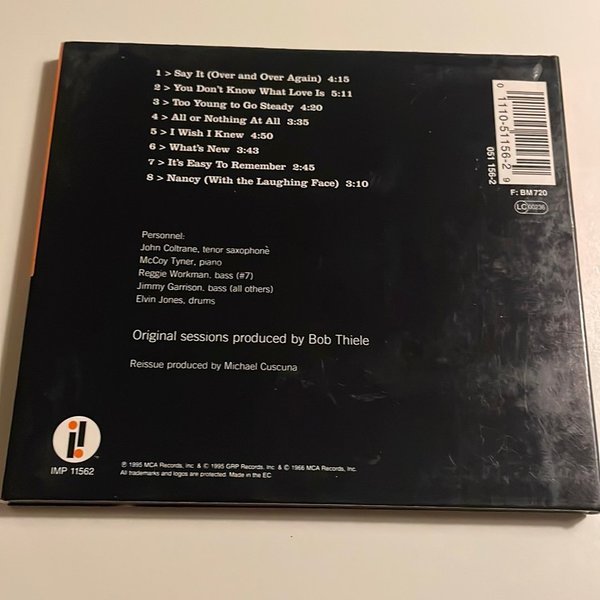 1 > Say It (Over and Over Again) 4:15
2 > You Don't Know What Love Is 5:11
3 > Too Young to Go Steady 4:20
4 > All or Nothing At All 3:35
5 > I Wish I Knew 4:50
6 > What's New 3:43
7 > It's Easy To Remember 2:45
8 > Nancy (With the Laughing Face) 3:10
0 1110-51156-2 9
051 156-2
F: BM 720
LC 00236
Personnel:
John Coltrane, tenor saxophone
McCoy Tyner, piano
Reggie Workman, bass (#7)
Jimmy Garrison, bass (all others)
Elvin Jones, drums
Original sessions produced by Bob Thiele
Reissue produced by Michael Cuscuna
i!
IMP 11562
℗ 1995 MCA Records, Inc & © 1995 GRP Records, Inc & © 1966 MCA Records, Inc.
All trademarks and logos are protected. Made in the EC